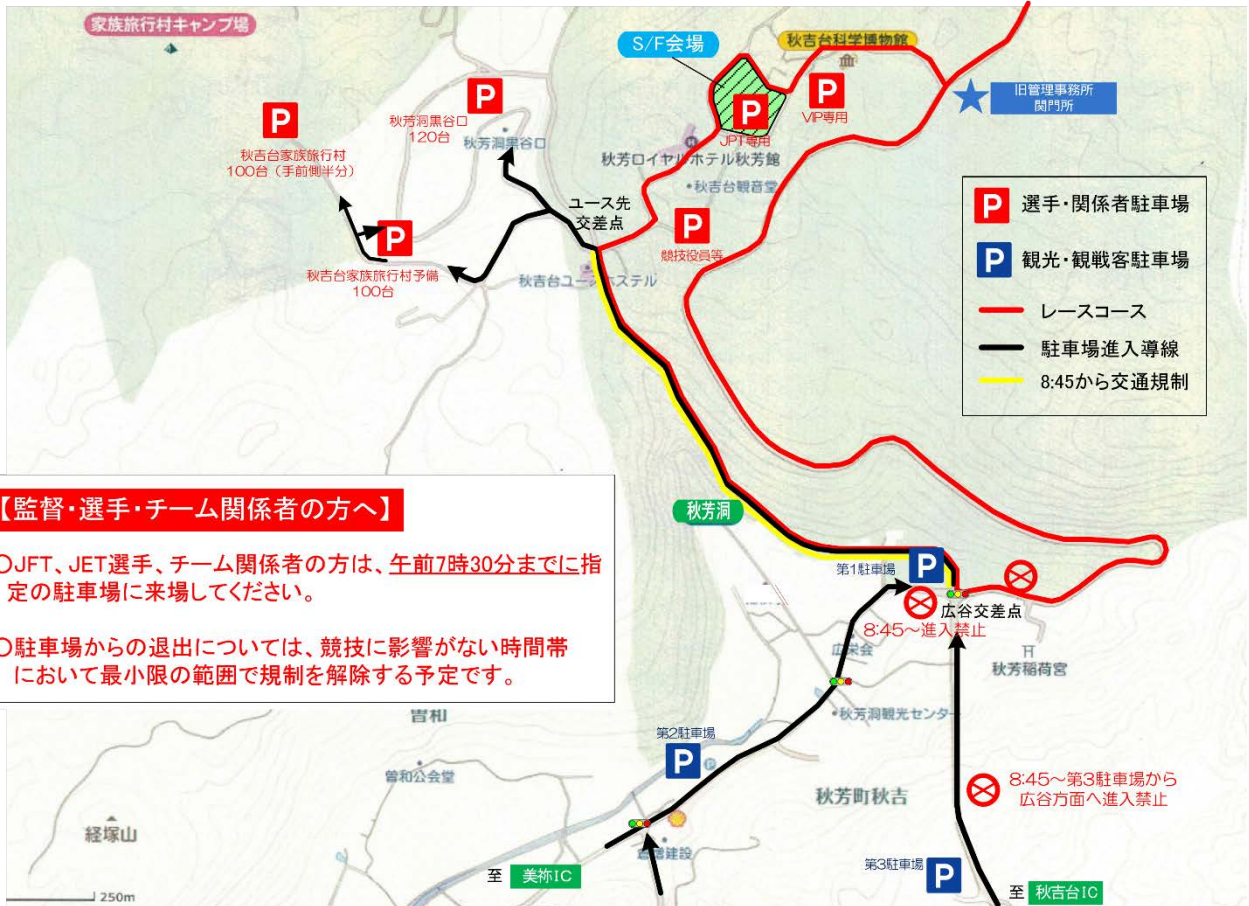 家族旅行村キャンプ場
S/F会場
秋吉台科学博物館
P
旧管理事務所
関門所
P
VIP専用
P
JPT専用
P
秋芳洞黒谷口
120台
秋芳洞黒谷口
P
秋吉台家族旅行村
100台(手前側半分)
秋芳ロイヤルホテル秋芳館
秋吉台観音堂
ユース先
交差点
P
競技役員等
P
秋吉台家族旅行村予備
100台
秋吉台ユースホステル
P 選手・関係者駐車場
P 観光・観戦客駐車場
レースコース
駐車場進入導線
8:45から交通規制
【監督・選手・チーム関係者の方へ】
〇JFT、JET選手、チーム関係者の方は、午前7時30分までに指
定の駐車場に来場してください。
〇駐車場からの退出については、競技に影響がない時間帯
において最小限の範囲で規制を解除する予定です。
秋芳洞
第1駐車場
P
広谷交差点
8:45~進入禁止
広栄会
秋芳稲荷宮
秋芳洞観光センター
曽和
第2駐車場
P
P
曽和公会堂
秋芳町秋吉
8:45~第3駐車場から
広谷方面へ進入禁止
経塚山
至 美祢IC
第3駐車場
P
至 秋吉台IC
250m